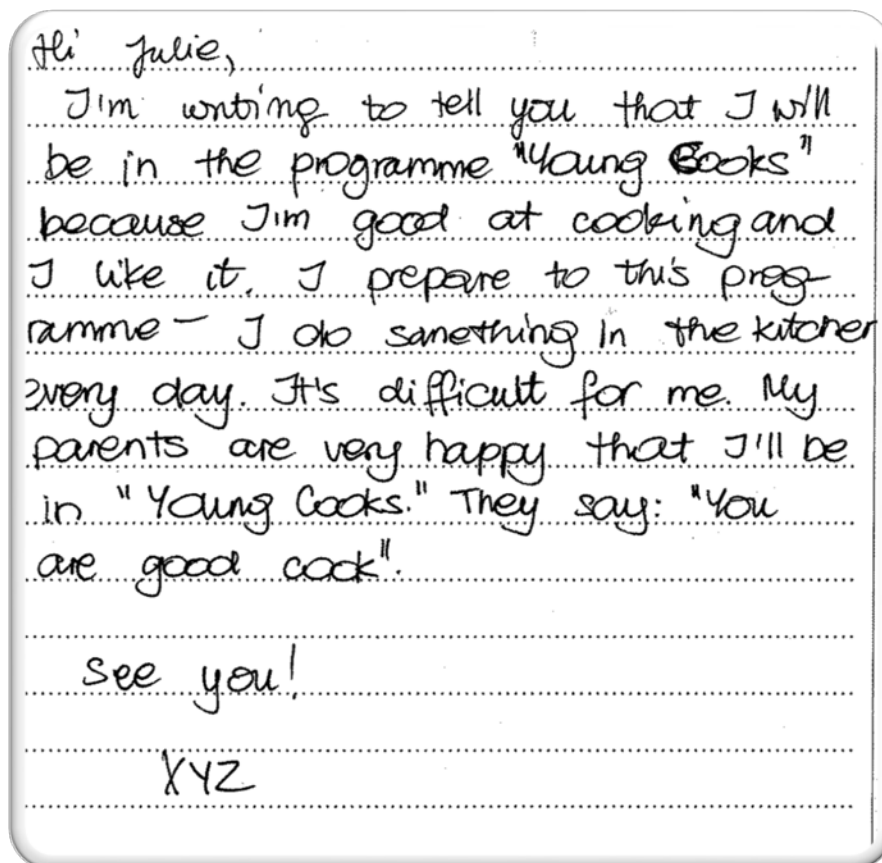 Hi Julie,
I'm writing to tell you that I will
be in the programme "Young Cooks"
because I'm good at cooking and
I like it. I prepare to this prog-
ramme – I do something in the kitchen
every day. It's difficult for me. My
parents are very happy that I'll be
in "Young Cooks." They say: "You
are good cook".
See you!
XYZ